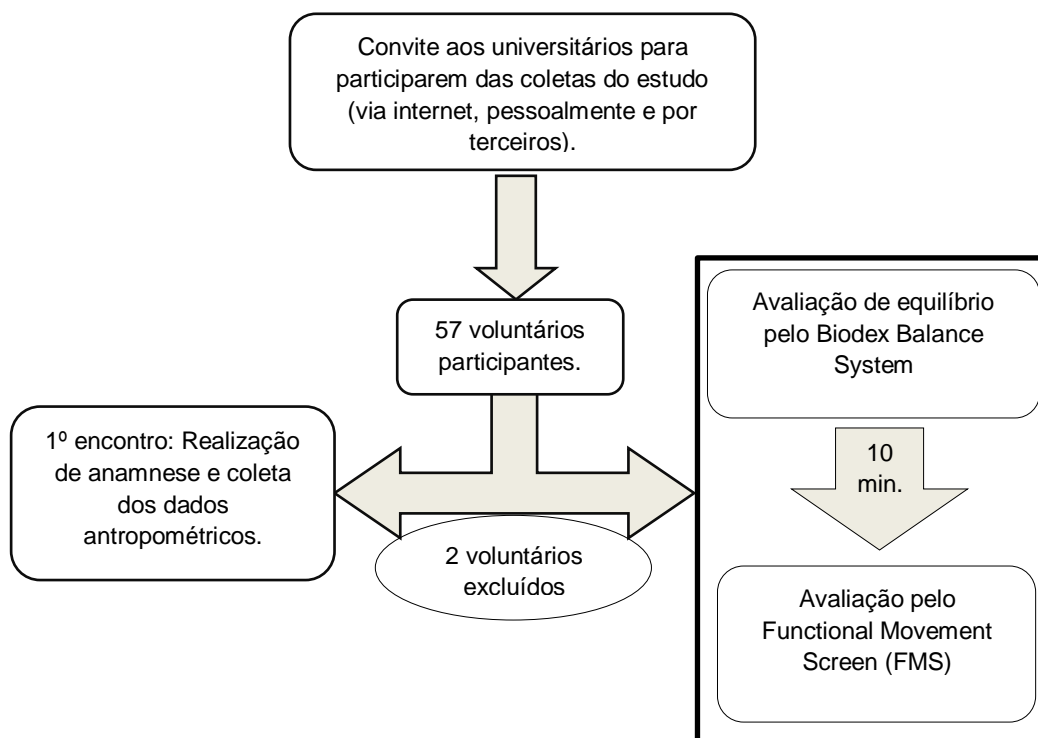 Convite aos universitários para
participarem das coletas do estudo
(via internet, pessoalmente e por
terceiros).
57 voluntários
participantes.
1º encontro: Realização
de anamnese e coleta
dos dados
antropométricos.
2 voluntários
excluídos
Avaliação de equilíbrio
pelo Biodex Balance
System
10
min.
Avaliação pelo
Functional Movement
Screen (FMS)